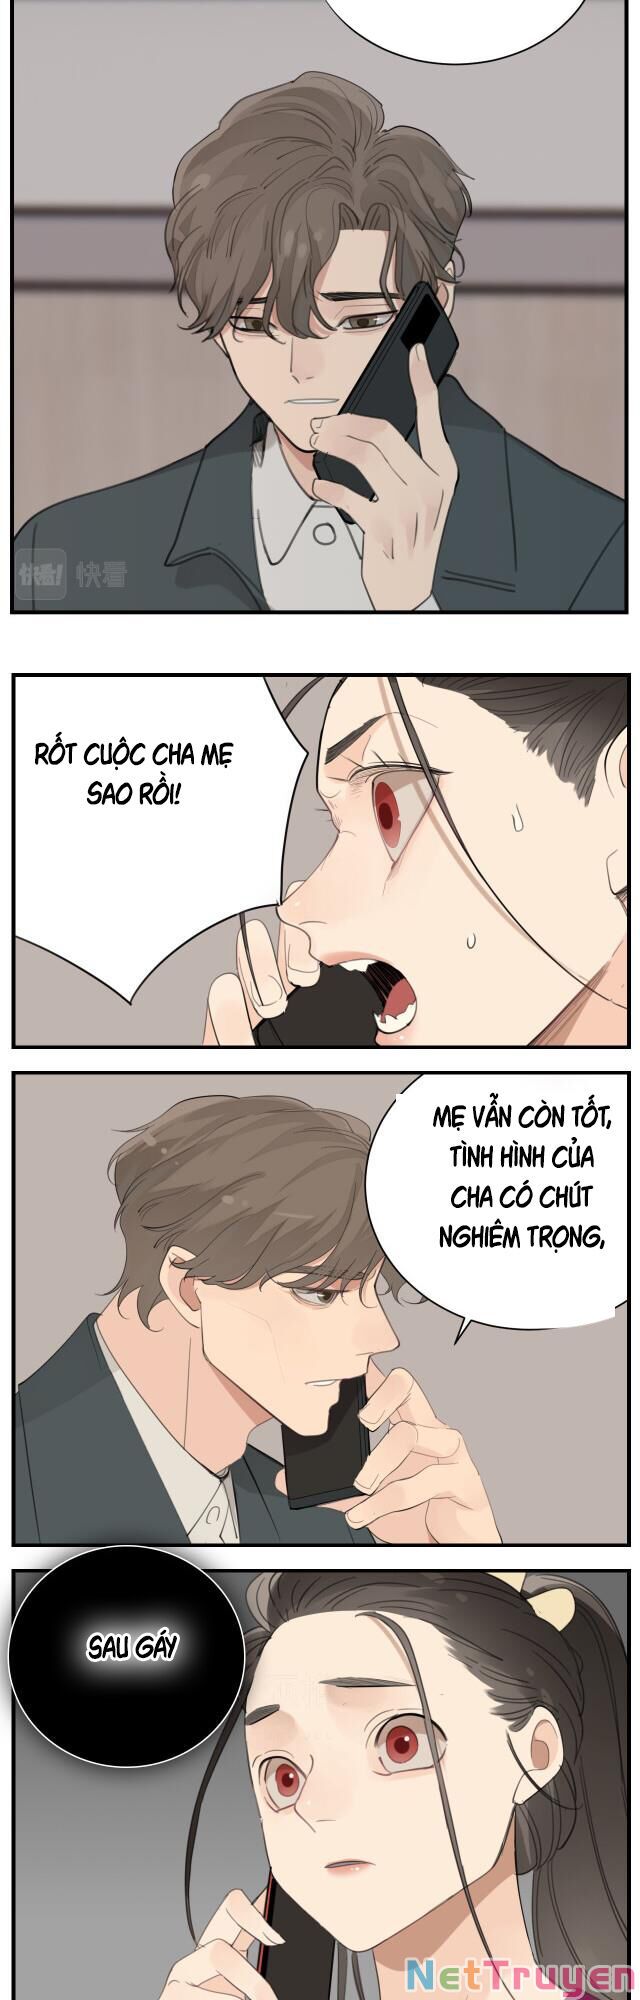 快看!
快看
RỐT CUỘC CHA MẸ
SAO RỒI!
MẸ VẪN CÒN TỐT,
TÌNH HÌNH CỦA
CHA CÓ CHÚT
NGHIÊM TRỌNG,
SAU GÁY
NetTruyen